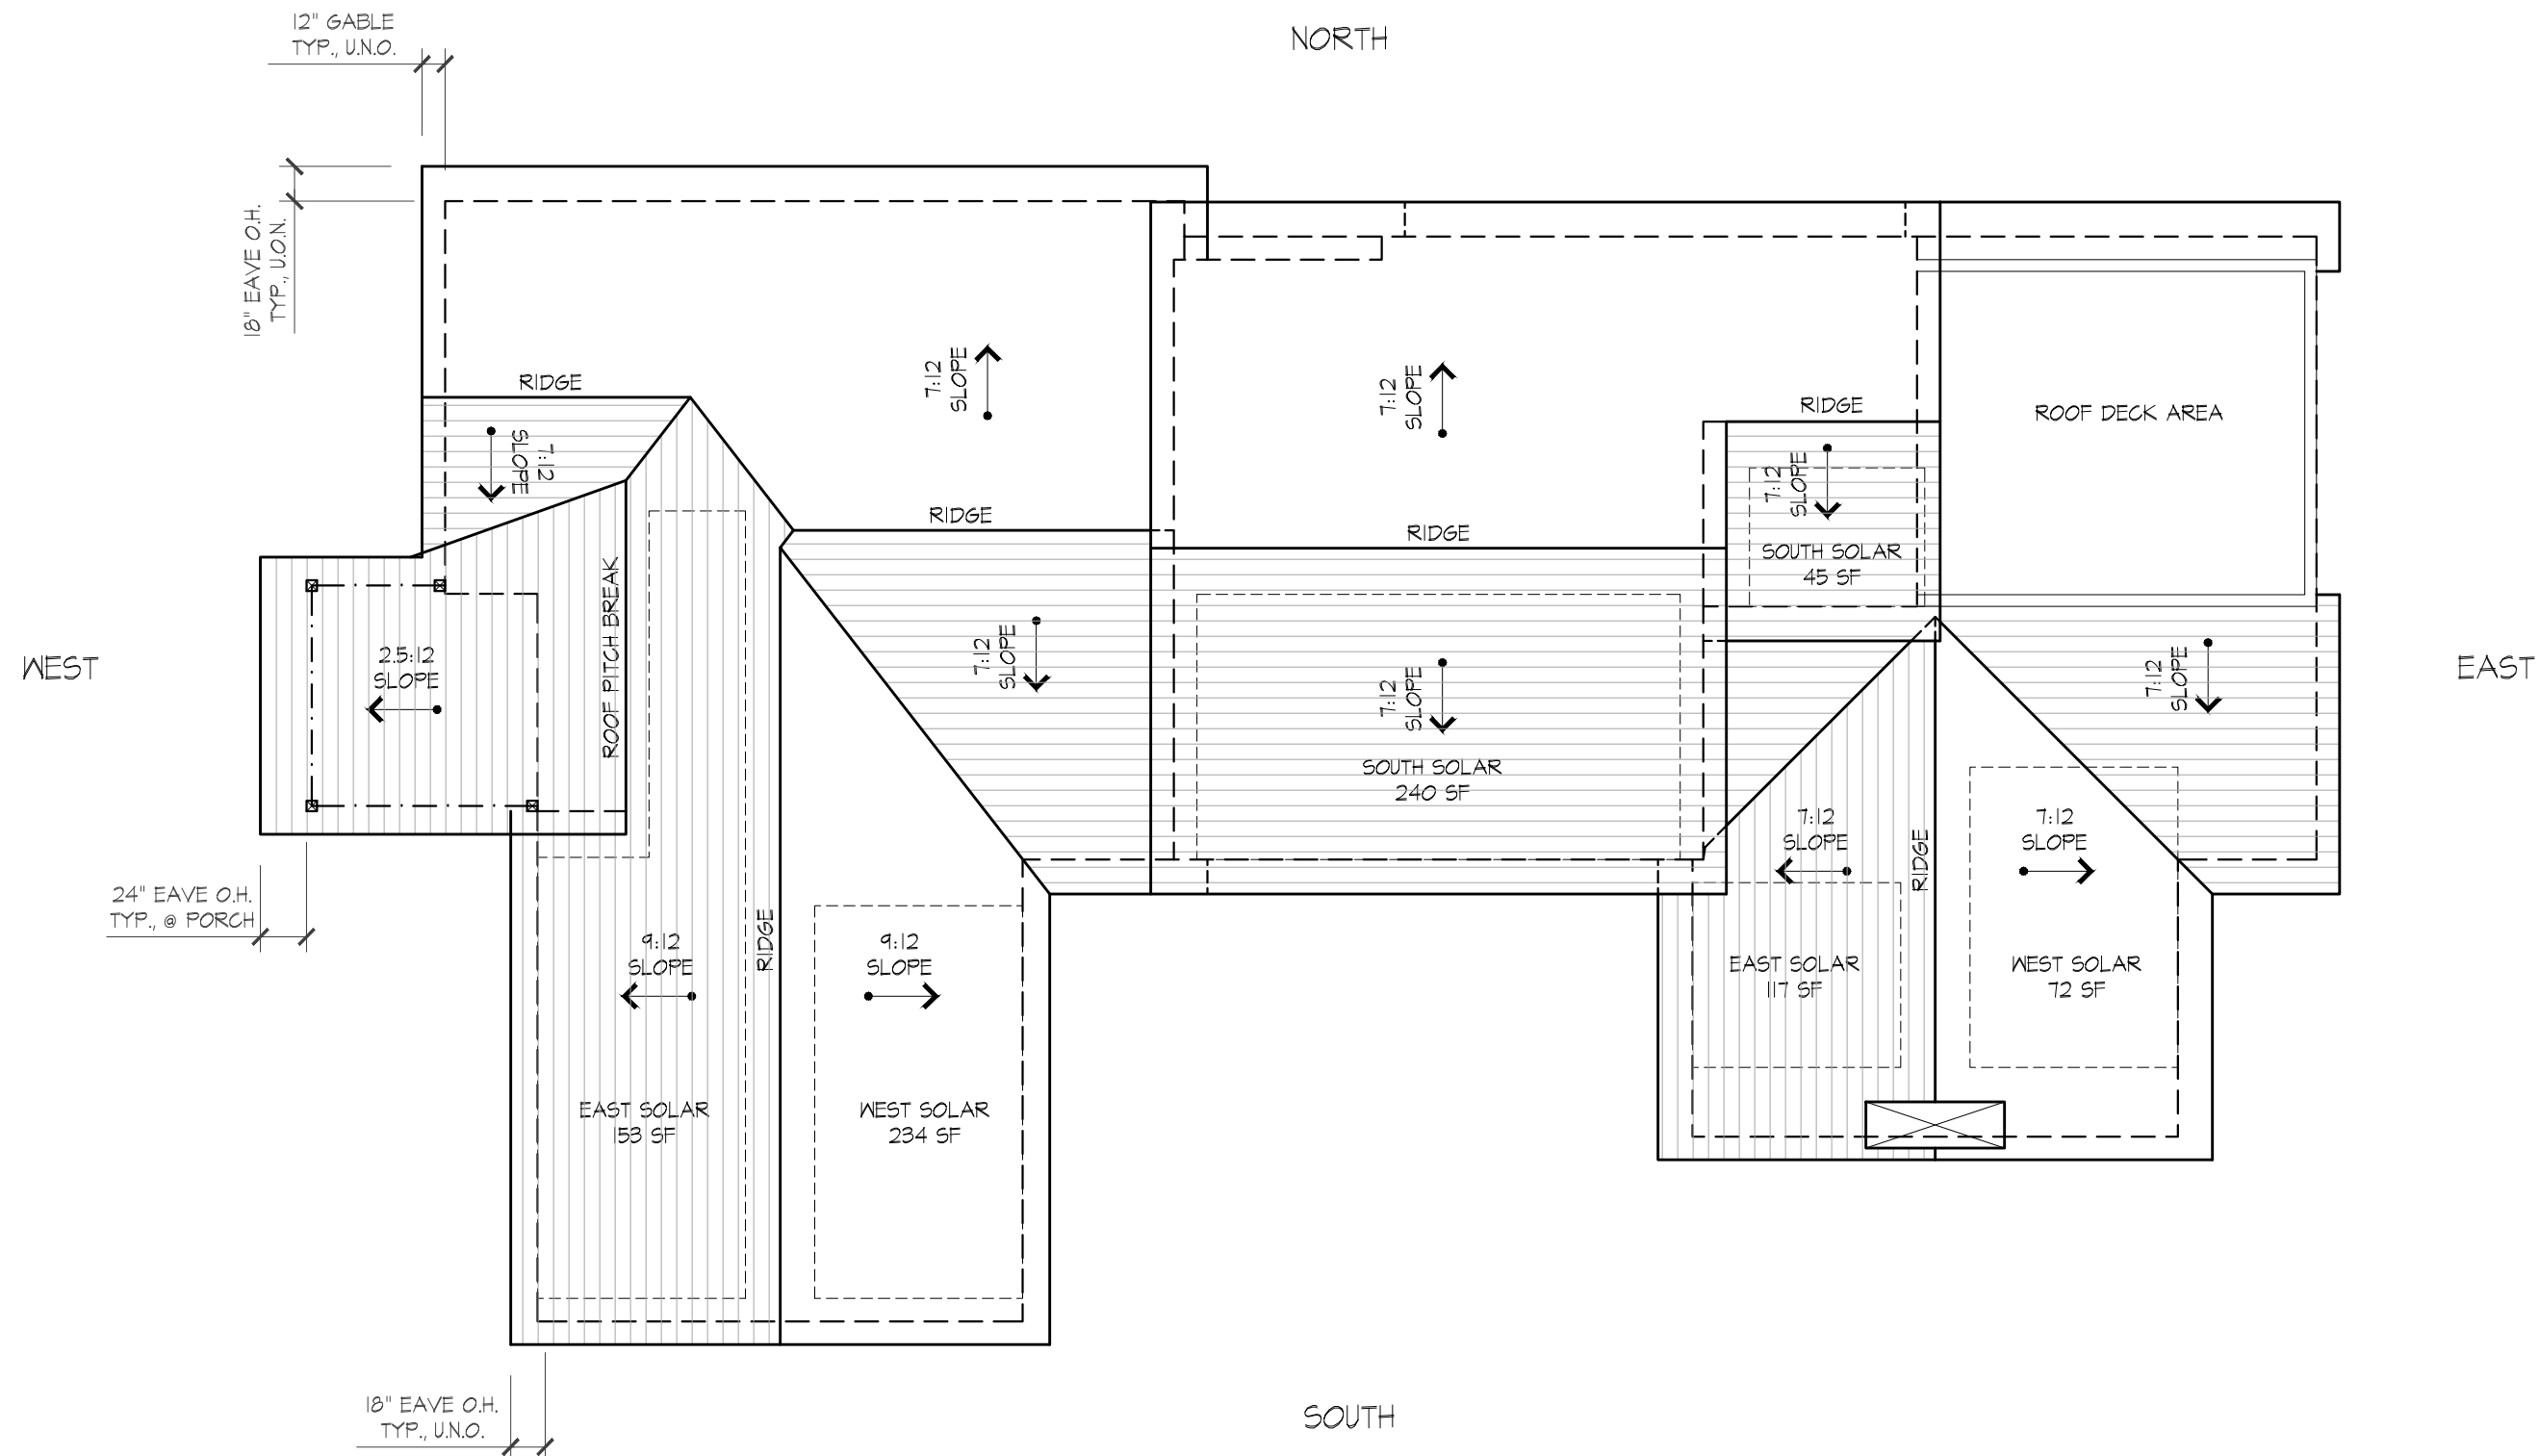 12" GABLE
TYP., U.N.O.
NORTH
18" EAVE O.H.
TYP., U.O.N.
RIDGE
7:12
SLOPE
7:12
SLOPE
7:12
SLOPE
RIDGE
ROOF DECK AREA
7:12
SLOPE
SOUTH SOLAR
45 SF
RIDGE
RIDGE
ROOF PITCH BREAK
WEST
2.5:12
SLOPE
7:12
SLOPE
7:12
SLOPE
SOUTH SOLAR
240 SF
7:12
SLOPE
EAST
7:12
SLOPE
RIDGE
7:12
SLOPE
24" EAVE O.H.
TYP., @ PORCH
9:12
SLOPE
RIDGE
9:12
SLOPE
EAST SOLAR
117 SF
WEST SOLAR
72 SF
EAST SOLAR
153 SF
WEST SOLAR
234 SF
18" EAVE O.H.
TYP., U.N.O.
SOUTH